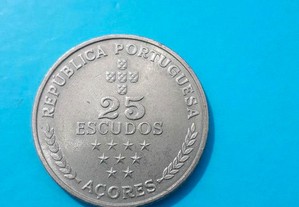 REPUBLICA PORTUGUESA
25
ESCUDOS
AÇORES